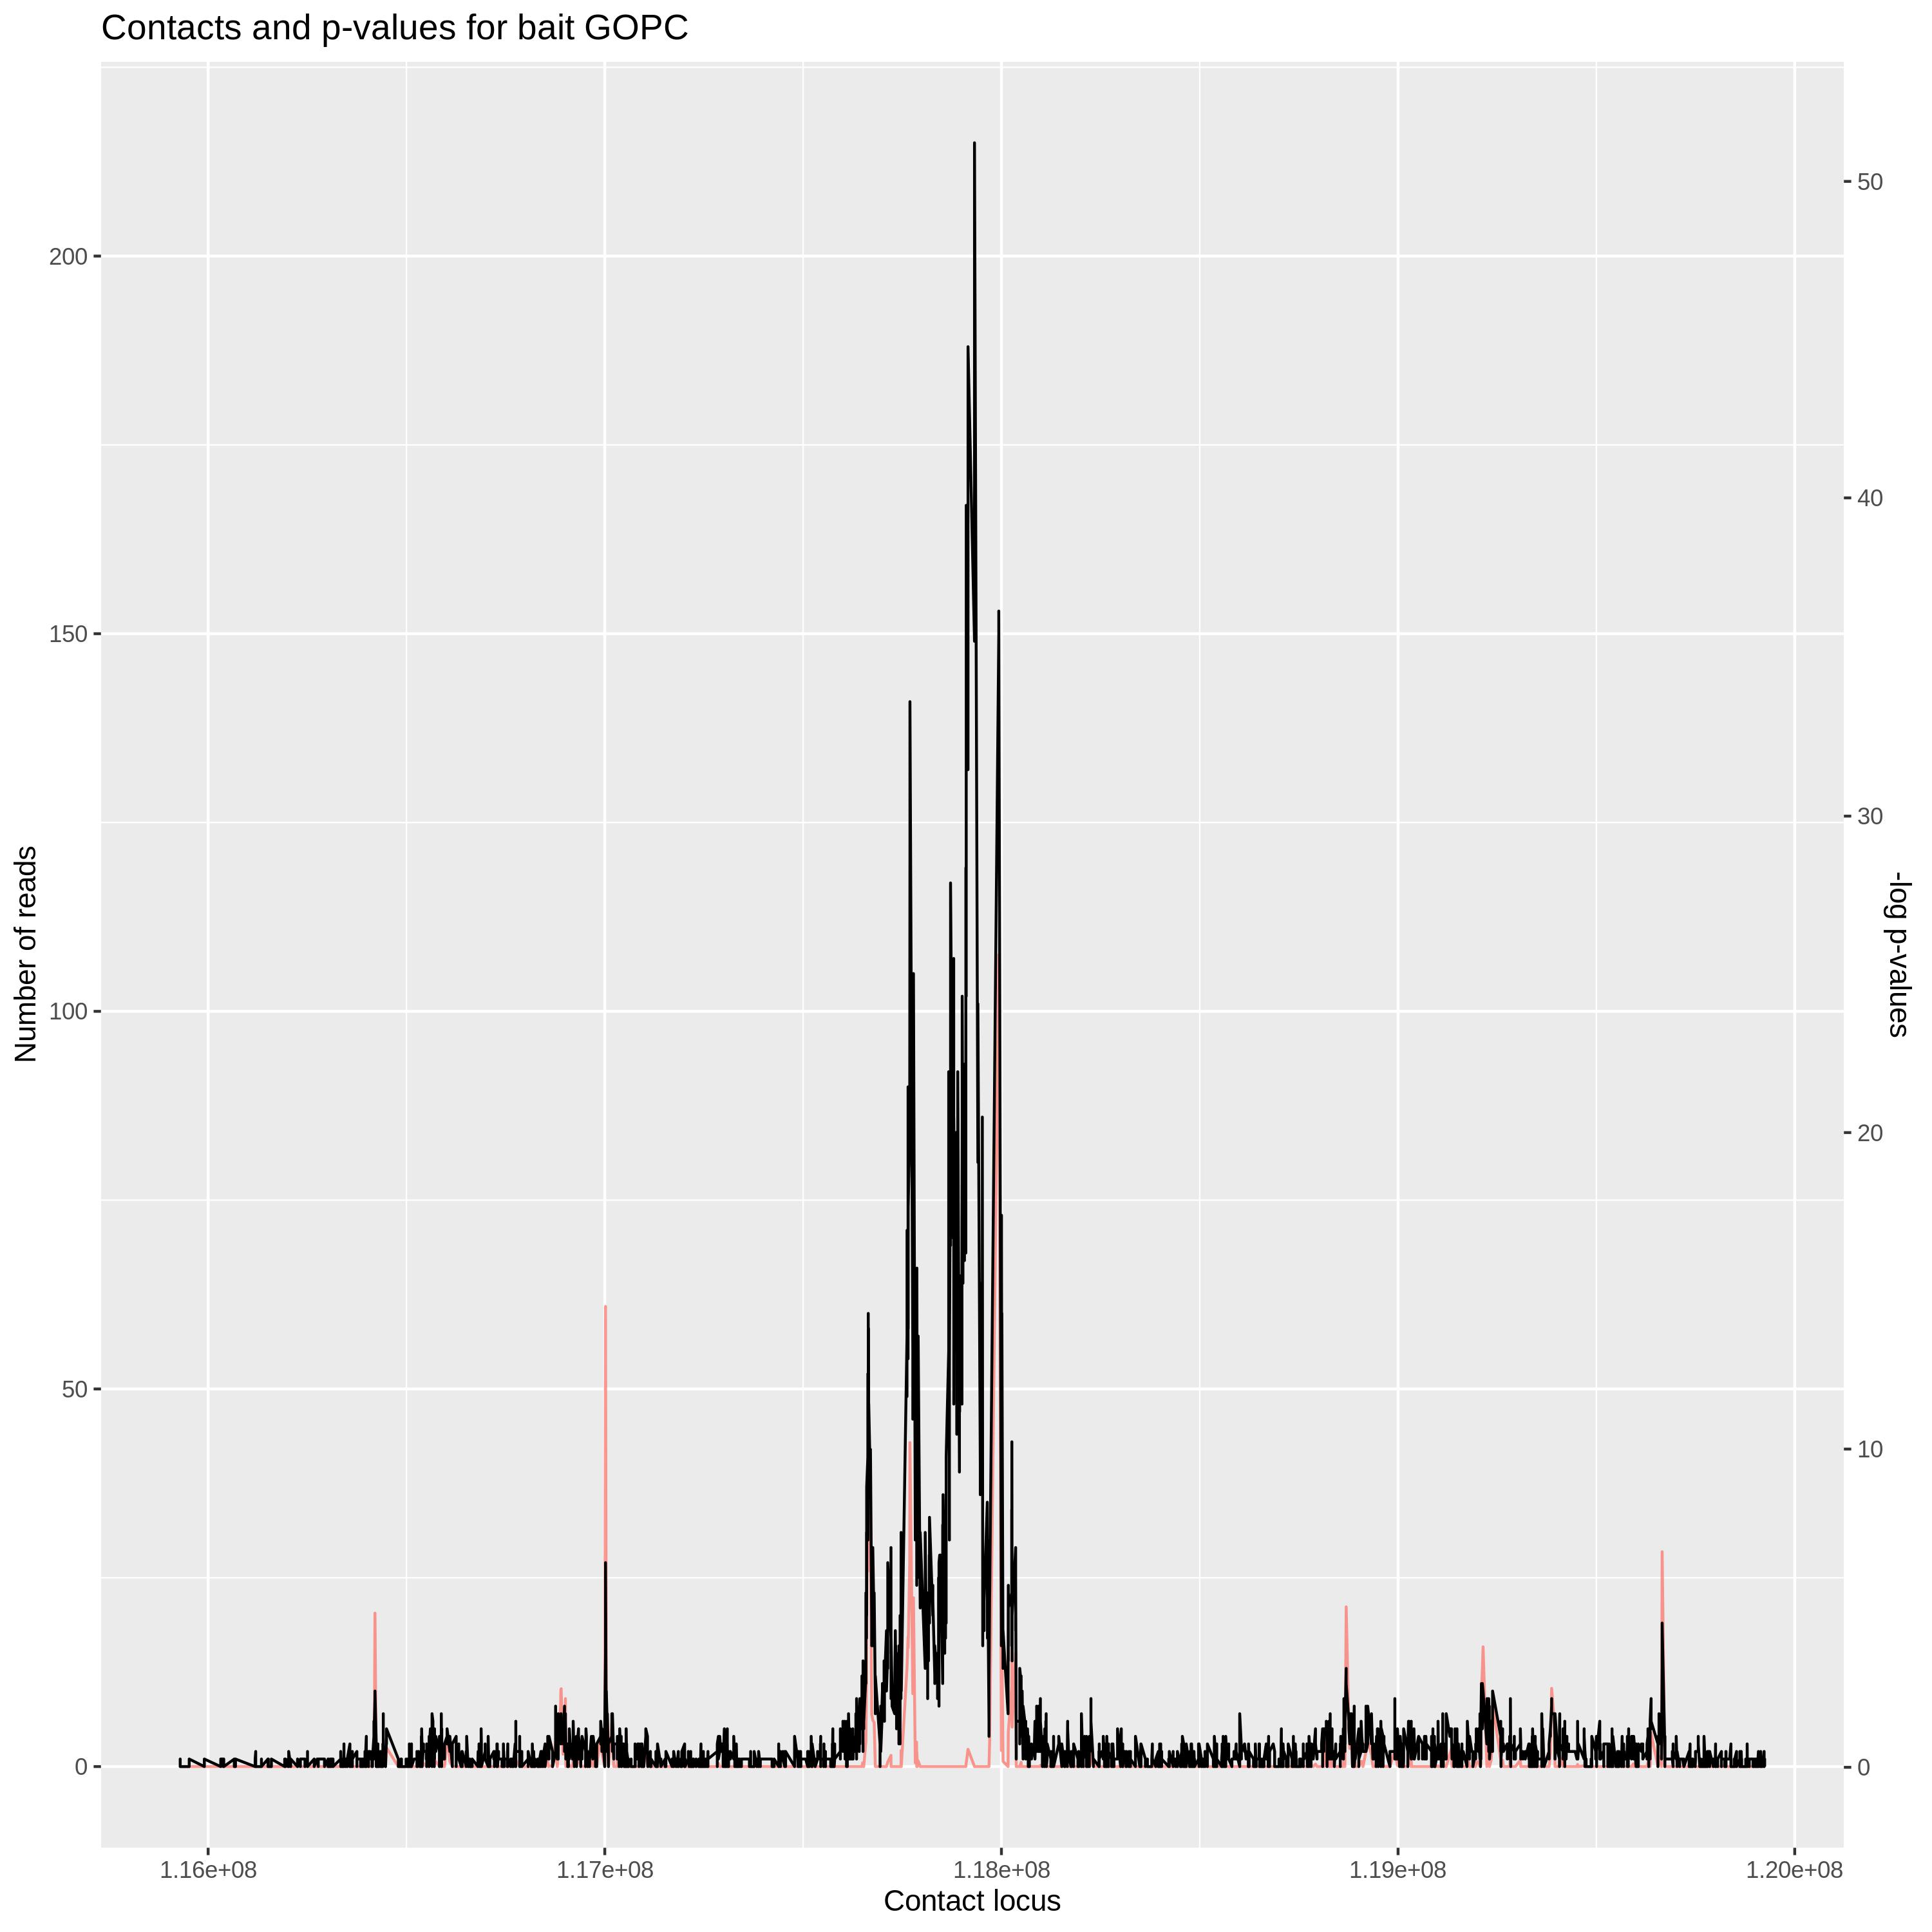 Contacts and p-values for bait GOPC
Number of reads
200
150
100
50
0
50
40
30
20
10
0
-log p-values
1.16e+08 1.17e+08 1.18e+08 1.19e+08 1.20e+08
Contact locus